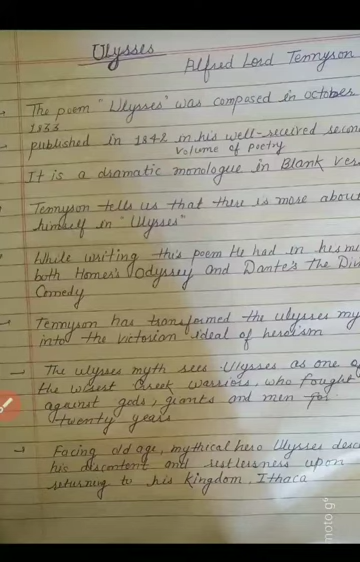 Ulysses
Alfred Lord Tennyson
The poem "Ulysses" was composed in october
1833
published in 1842 in his well-received secon
volume of poetry
It is a dramatic monologue in Blank Ver
Tennyson tells us that there is more abou
himself in "Ulysses"
While writing this poem He had in his mi
both Homer's Odyssey and Dante's The Div
Comedy
Tennyson has transformed the ulysses my
into the Victorian ideal of heroism
The ulysses myth sees Ulysses as one of
the wisest Greek warriors, who fought
against gods, giants and men for
twenty years
Facing old age, mythical hero Ulysses desc
his discontent and restlessness upon
returning to his kingdom, Ithaca
moto g